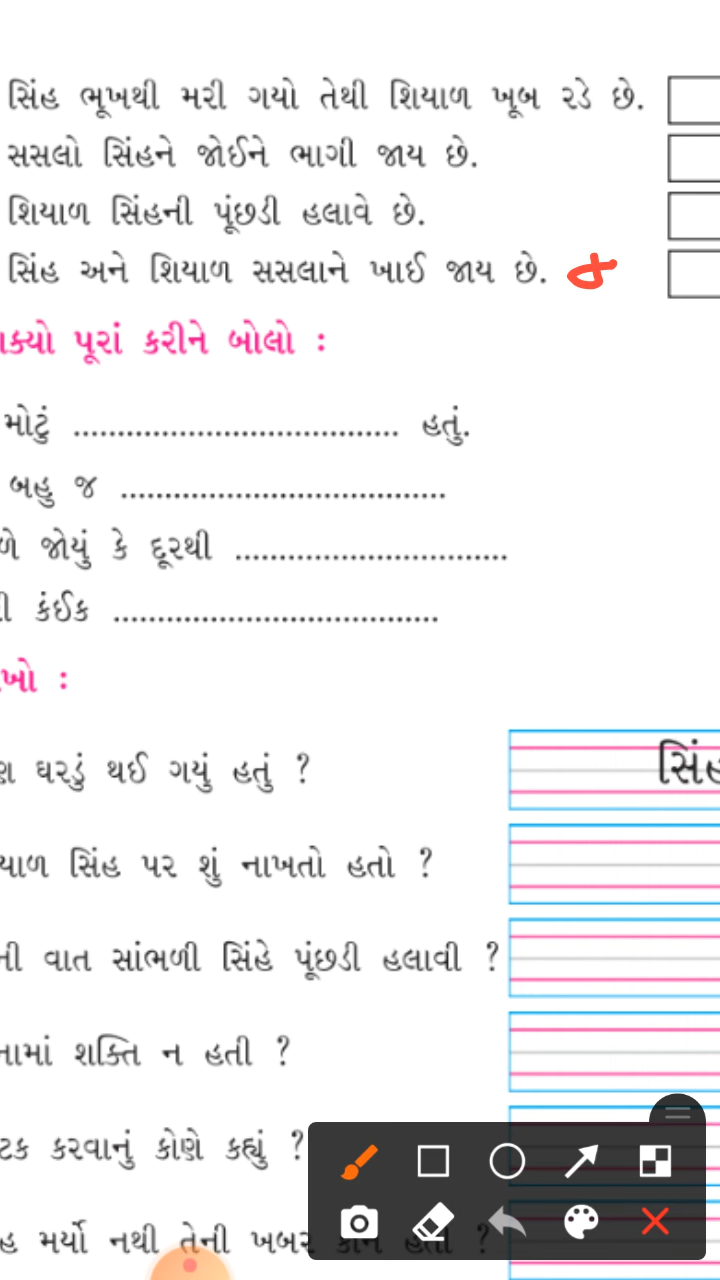 સિંહ ભૂખથી મરી ગયો તેથી શિયાળ ખૂબ રડે છે.
સસલો સિંહને જોઈને ભાગી જાય છે.
શિયાળ સિંહની પૂંછડી હલાવે છે.
સિંહ અને શિયાળ સસલાને ખાઈ જાય છે.
ક્યો પૂરાં કરીને બોલો :
મોટું .................................... હતું.
બહુ જ ....................................
ળે જોયું કે દૂરથી ..............................
ી કંઈક ....................................
ખો :
ણ ઘરડું થઈ ગયું હતું ? સિંહ
યાળ સિંહ પર શું નાખતો હતો ?
ની વાત સાંભળી સિંહે પૂંછડી હલાવી ?
નામાં શક્તિ ન હતી ?
ટક કરવાનું કોણે કહ્યું ?
હ મર્યો નથી તેની ખબર કોને હતી ?